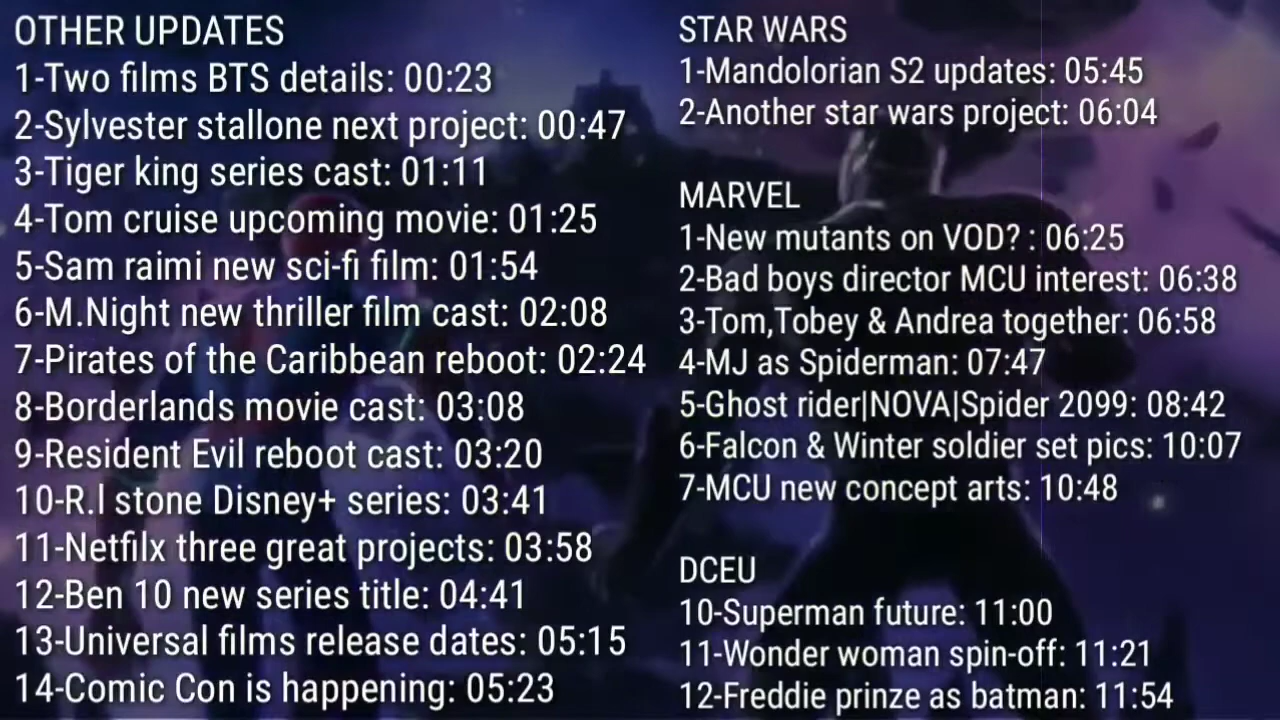 OTHER UPDATES
1-Two films BTS details: 00:23
2-Sylvester stallone next project: 00:47
3-Tiger king series cast: 01:11
4-Tom cruise upcoming movie: 01:25
5-Sam raimi new sci-fi film: 01:54
6-M.Night new thriller film cast: 02:08
7-Pirates of the Caribbean reboot: 02:24
8-Borderlands movie cast: 03:08
9-Resident Evil reboot cast: 03:20
10-R.l stone Disney+ series: 03:41
11-Netfilx three great projects: 03:58
12-Ben 10 new series title: 04:41
13-Universal films release dates: 05:15
14-Comic Con is happening: 05:23
STAR WARS
1-Mandolorian S2 updates: 05:45
2-Another star wars project: 06:04
MARVEL
1-New mutants on VOD? : 06:25
2-Bad boys director MCU interest: 06:38
3-Tom,Tobey & Andrea together: 06:58
4-MJ as Spiderman: 07:47
5-Ghost rider|NOVA|Spider 2099: 08:42
6-Falcon & Winter soldier set pics: 10:07
7-MCU new concept arts: 10:48
DCEU
10-Superman future: 11:00
11-Wonder woman spin-off: 11:21
12-Freddie prinze as batman: 11:54